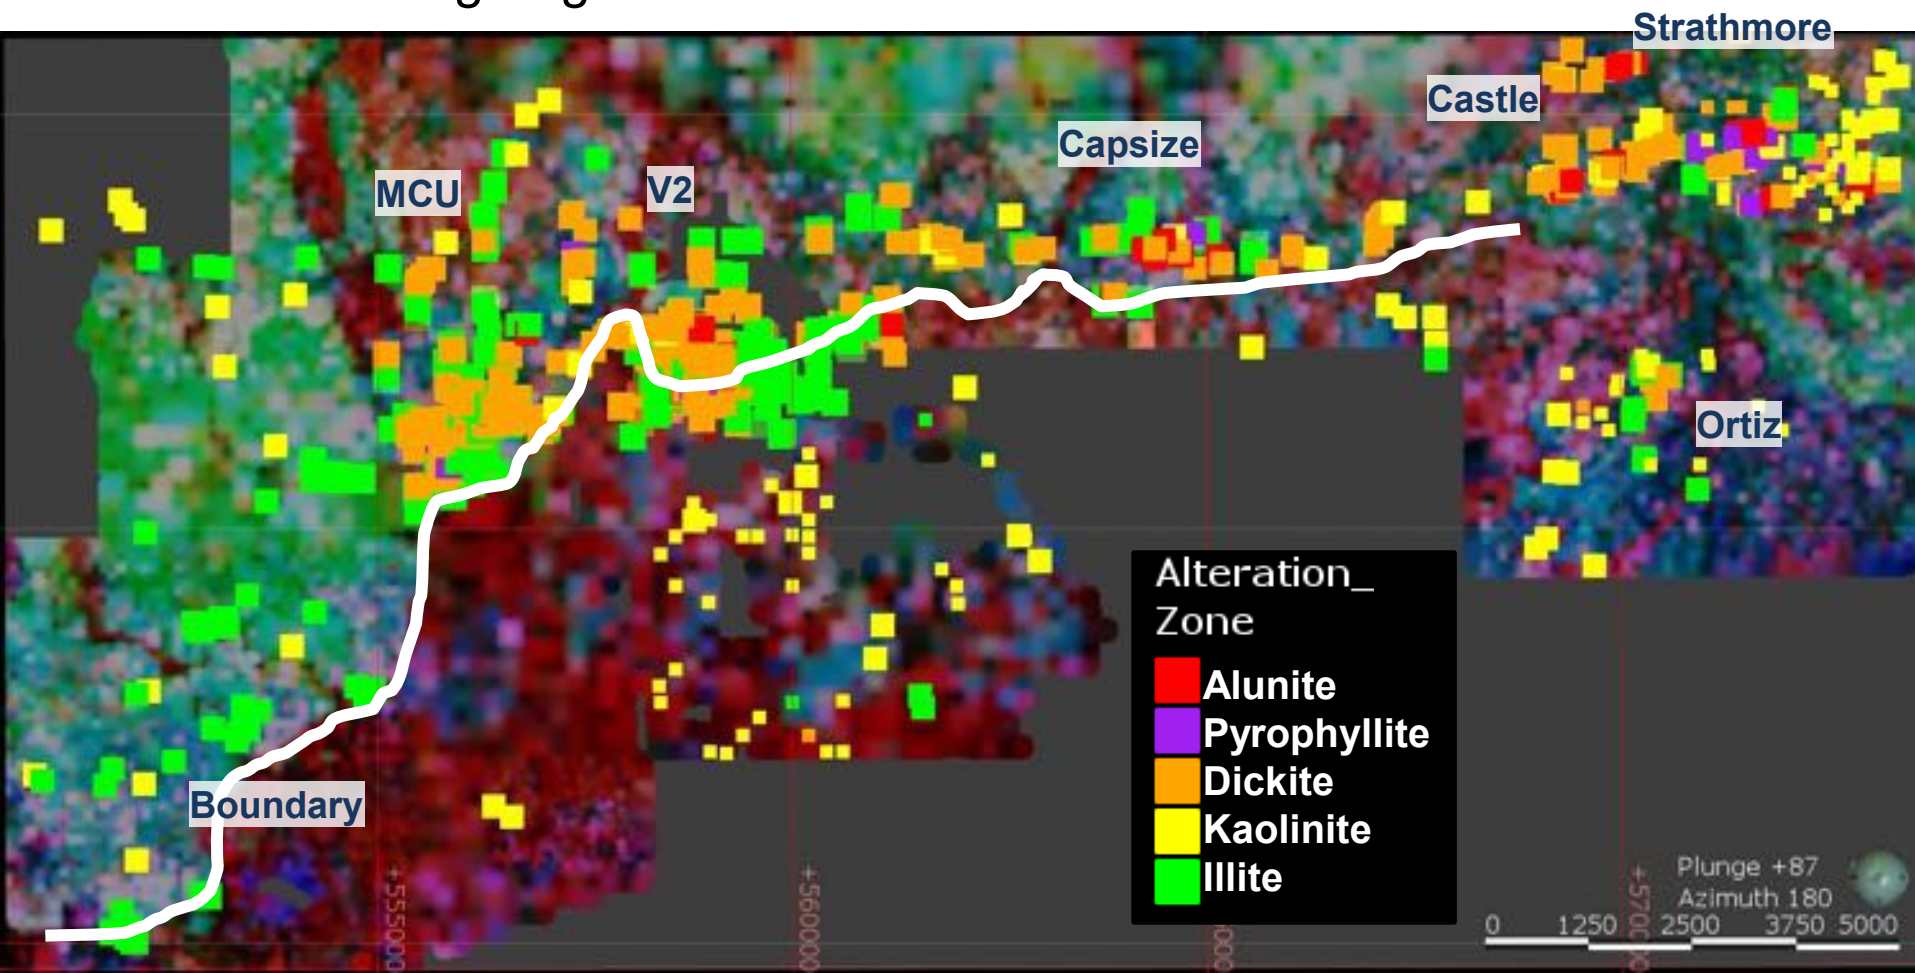 Strathmore
Castle
Capsize
MCU
V2
Ortiz
Boundary
Alteration_
Zone
Alunite
Pyrophyllite
Dickite
Kaolinite
Illite
Plunge +87
Azimuth 180
0 1250 2500 3750 5000
+555000
+560000